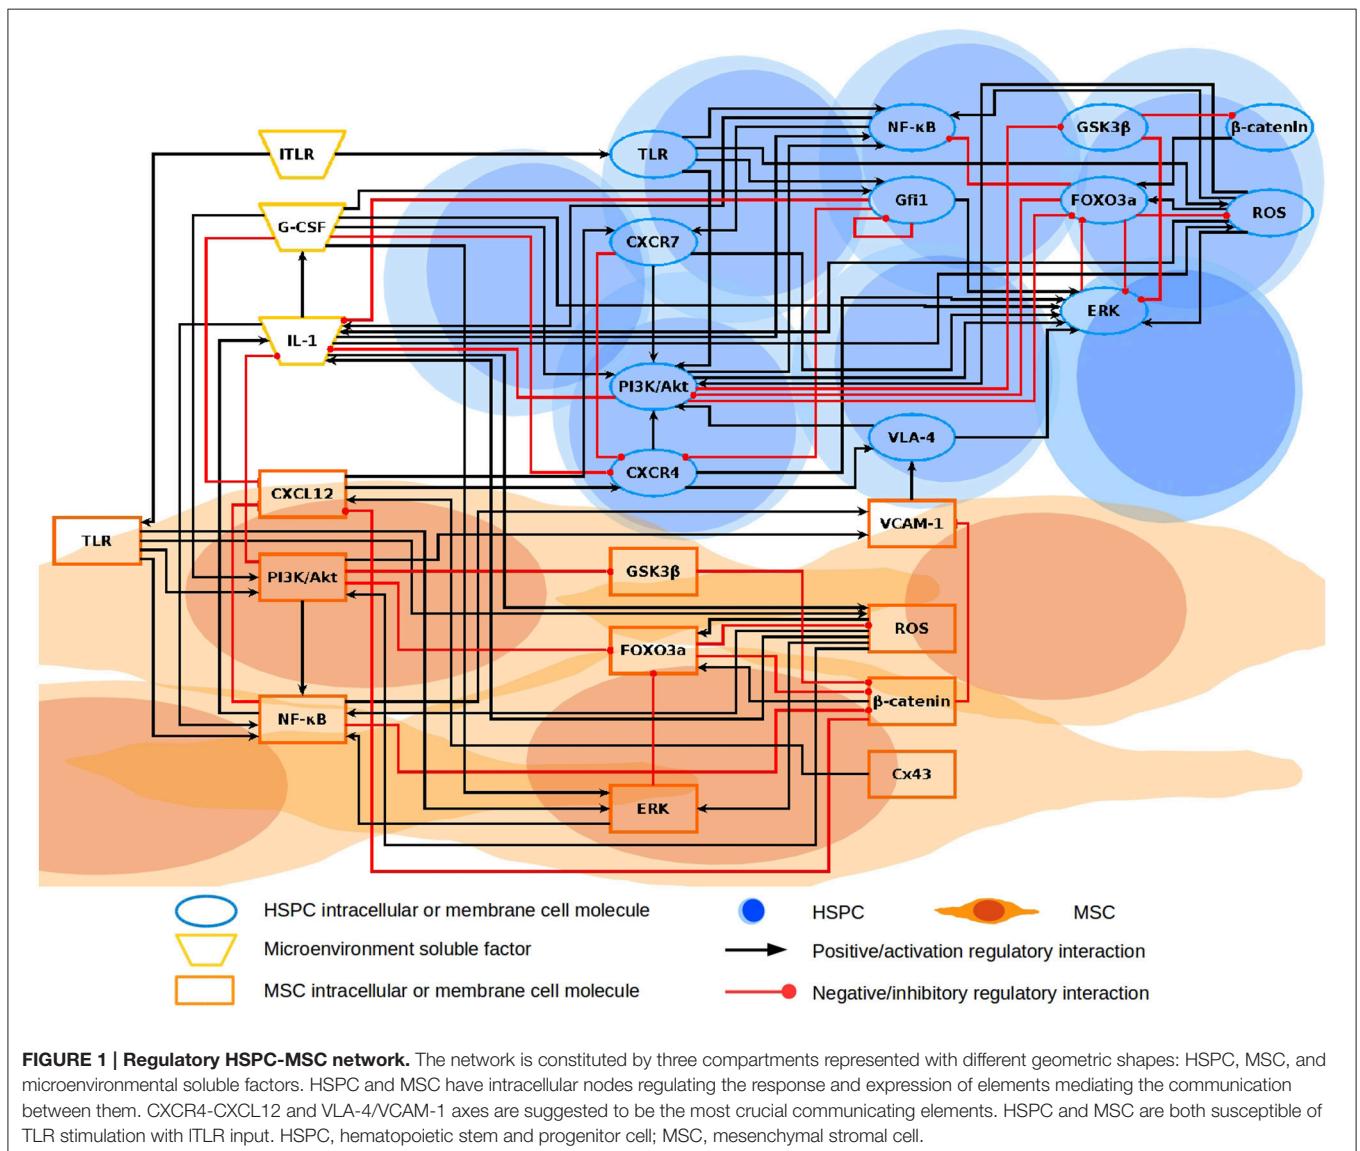 ITLR
TLR
NF-κB
GSK3β
β-catenin
G-CSF
Gfi1
FOXO3a
ROS
CXCR7
IL-1
ERK
PI3K/Akt
VLA-4
CXCR4
CXCL12
VCAM-1
TLR
PI3K/Akt
GSK3β
ROS
FOXO3a
NF-κB
β-catenin
Cx43
ERK
HSPC intracellular or membrane cell molecule
HSPC
MSC
Microenvironment soluble factor
Positive/activation regulatory interaction
MSC intracellular or membrane cell molecule
Negative/inhibitory regulatory interaction
FIGURE 1 | Regulatory HSPC-MSC network. The network is constituted by three compartments represented with different geometric shapes: HSPC, MSC, and
microenvironmental soluble factors. HSPC and MSC have intracellular nodes regulating the response and expression of elements mediating the communication
between them. CXCR4-CXCL12 and VLA-4/VCAM-1 axes are suggested to be the most crucial communicating elements. HSPC and MSC are both susceptible of
TLR stimulation with lTLR input. HSPC, hematopoietic stem and progenitor cell; MSC, mesenchymal stromal cell.